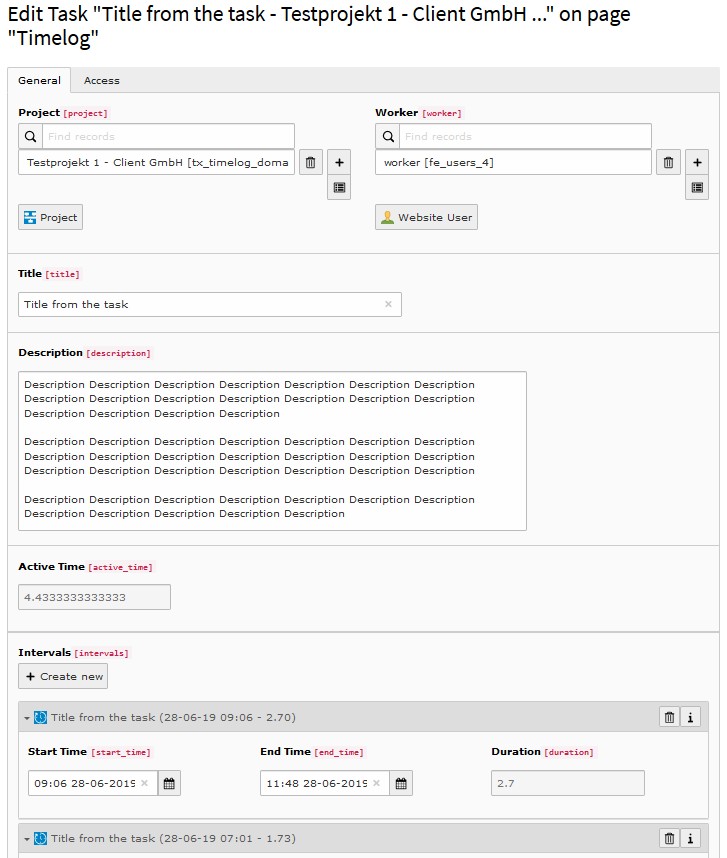 Edit Task "Title from the task - Testprojekt 1 - Client GmbH ..." on page
"Timelog"
General Access
Project [project] Worker [worker]
Find records Find records
Testprojekt 1 - Client GmbH [tx_timelog_doma worker [fe_users_4]
Project Website User
Title [title]
Title from the task
Description [description]
Description Description Description Description Description Description Description
Description Description Description Description Description Description Description
Description Description Description Description
Description Description Description Description Description Description Description
Description Description Description Description Description Description Description
Description Description Description Description Description Description Description
Description Description Description Description Description Description Description
Description Description Description Description Description
Active Time [active_time]
4.4333333333333
Intervals [intervals]
+ Create new
Title from the task (28-06-19 09:06 - 2.70)
Start Time [start_time] End Time [end_time] Duration [duration]
09:06 28-06-2019 11:48 28-06-2019 2.7
Title from the task (28-06-19 07:01 - 1.73)